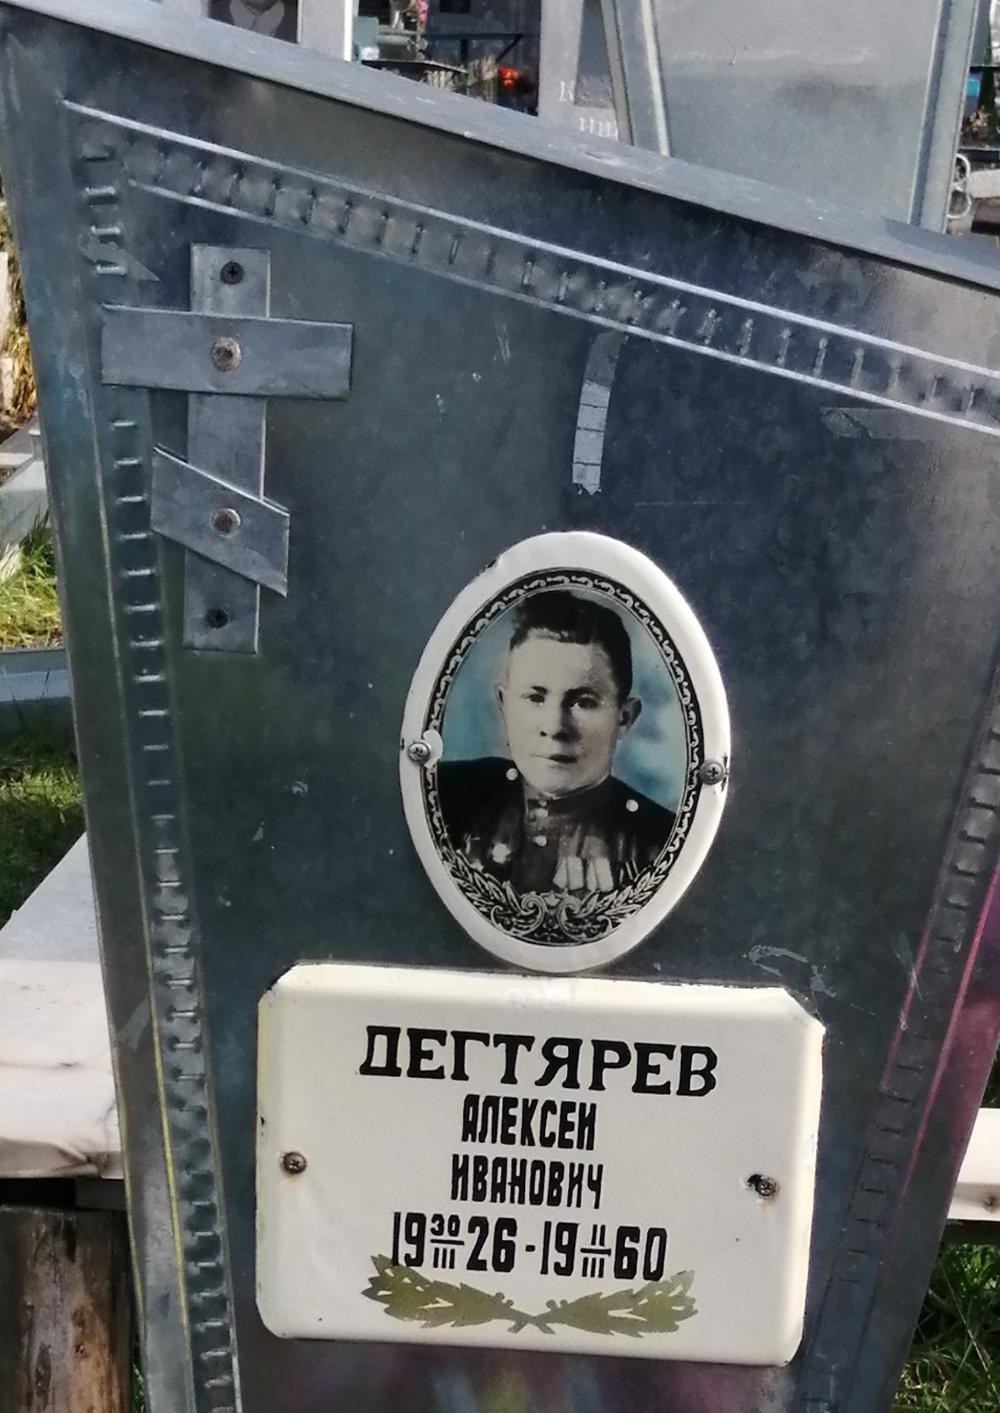 ДЕГТЯРЕВ
АЛЕКСЕИ
ИВАНОВИЧ
19 30/III 26 - 19 11/III 60